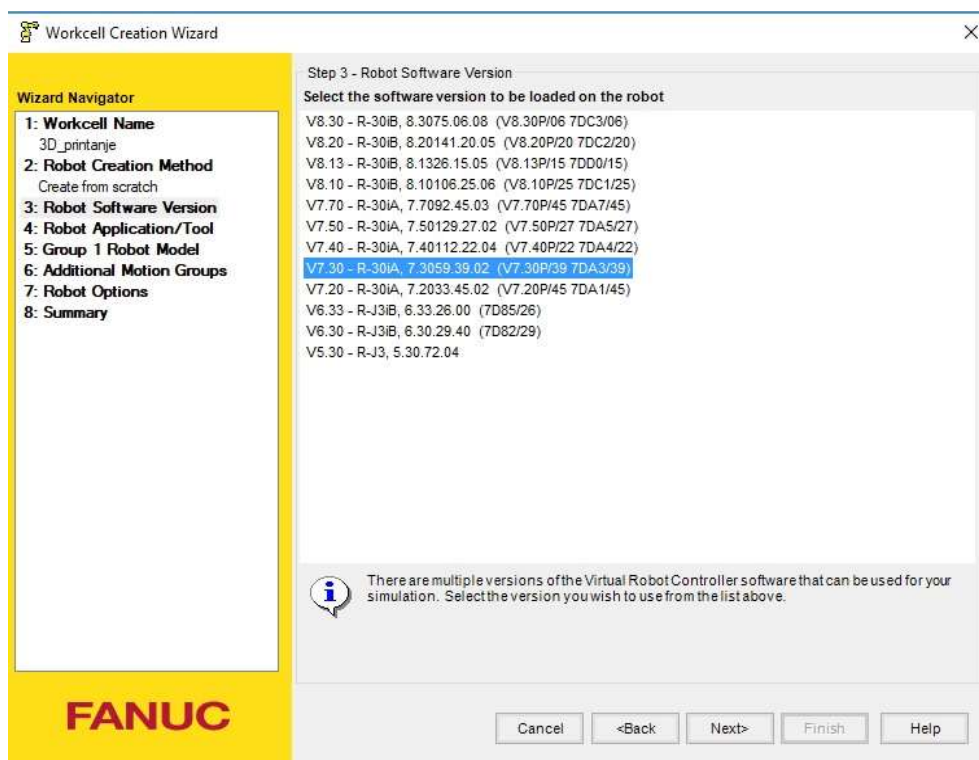 Workcell Creation Wizard
Wizard Navigator
1: Workcell Name
3D_printanje
2: Robot Creation Method
Create from scratch
3: Robot Software Version
4: Robot Application/Tool
5: Group 1 Robot Model
6: Additional Motion Groups
7: Robot Options
8: Summary
FANUC
Step 3 - Robot Software Version
Select the software version to be loaded on the robot
V8.30 - R-30iB, 8.3075.06.08 (V8.30P/06 7DC3/06)
V8.20 - R-30iB, 8.20141.20.05 (V8.20P/20 7DC2/20)
V8.13 - R-30iB, 8.1326.15.05 (V8.13P/15 7DD0/15)
V8.10 - R-30iB, 8.10106.25.06 (V8.10P/25 7DC1/25)
V7.70 - R-30iA, 7.7092.45.03 (V7.70P/45 7DA7/45)
V7.50 - R-30iA, 7.50129.27.02 (V7.50P/27 7DA5/27)
V7.40 - R-30iA, 7.40112.22.04 (V7.40P/22 7DA4/22)
V7.30 - R-30iA, 7.3059.39.02 (V7.30P/39 7DA3/39)
V7.20 - R-30iA, 7.2033.45.02 (V7.20P/45 7DA1/45)
V6.33 - R-J3iB, 6.33.26.00 (7D85/26)
V6.30 - R-J3iB, 6.30.29.40 (7D82/29)
V5.30 - R-J3, 5.30.72.04
There are multiple versions of the Virtual Robot Controller software that can be used for your
simulation. Select the version you wish to use from the list above.
Cancel <Back Next> Finish Help